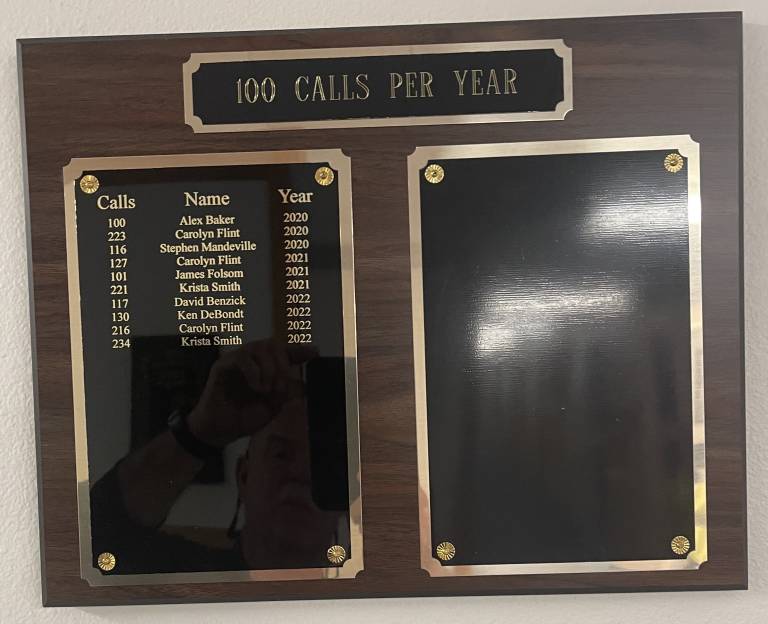 100 CALLS PER YEAR
Calls Name Year
100 Alex Baker 2020
223 Carolyn Flint 2020
116 Stephen Mandeville 2020
127 Carolyn Flint 2021
101 James Folsom 2021
221 Krista Smith 2021
117 David Benzick 2022
130 Ken DeBondt 2022
216 Carolyn Flint 2022
234 Krista Smith 2022